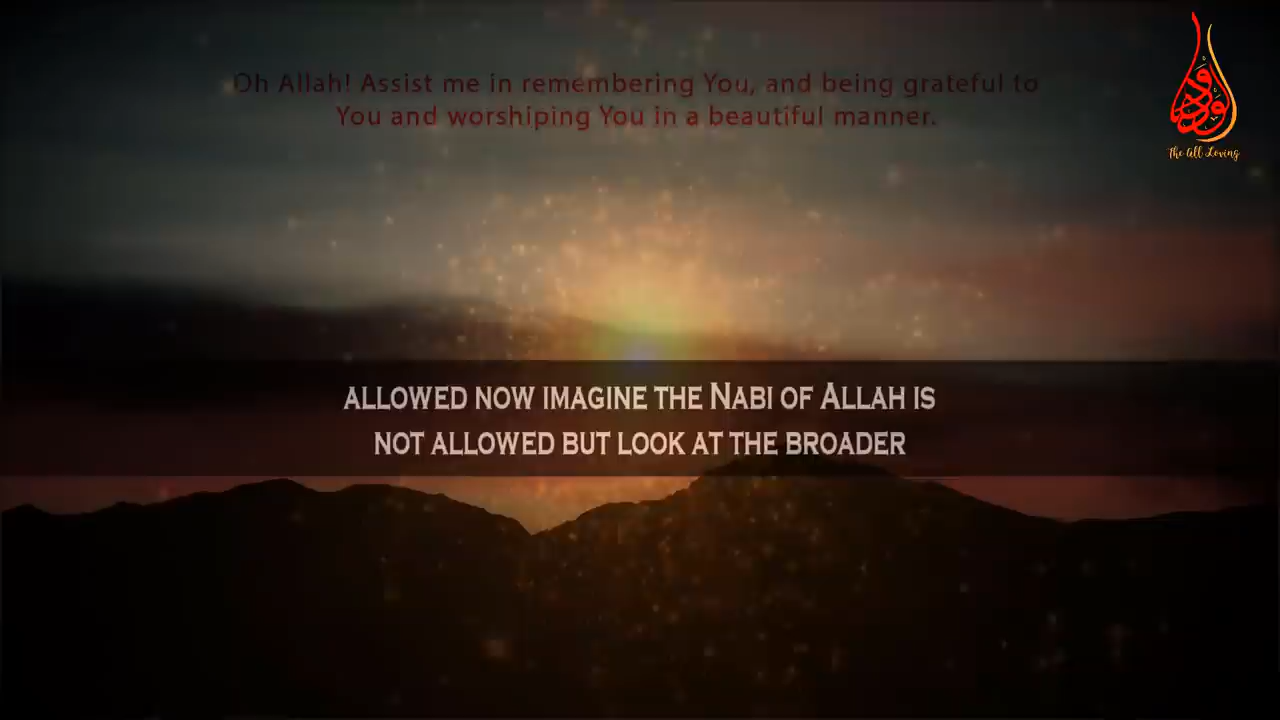 Oh Allah! Assist me in remembering You, and being grateful to
You and worshiping You in a beautiful manner.
الودود
The All Loving
ALLOWED NOW IMAGINE THE NABI OF ALLAH IS
NOT ALLOWED BUT LOOK AT THE BROADER